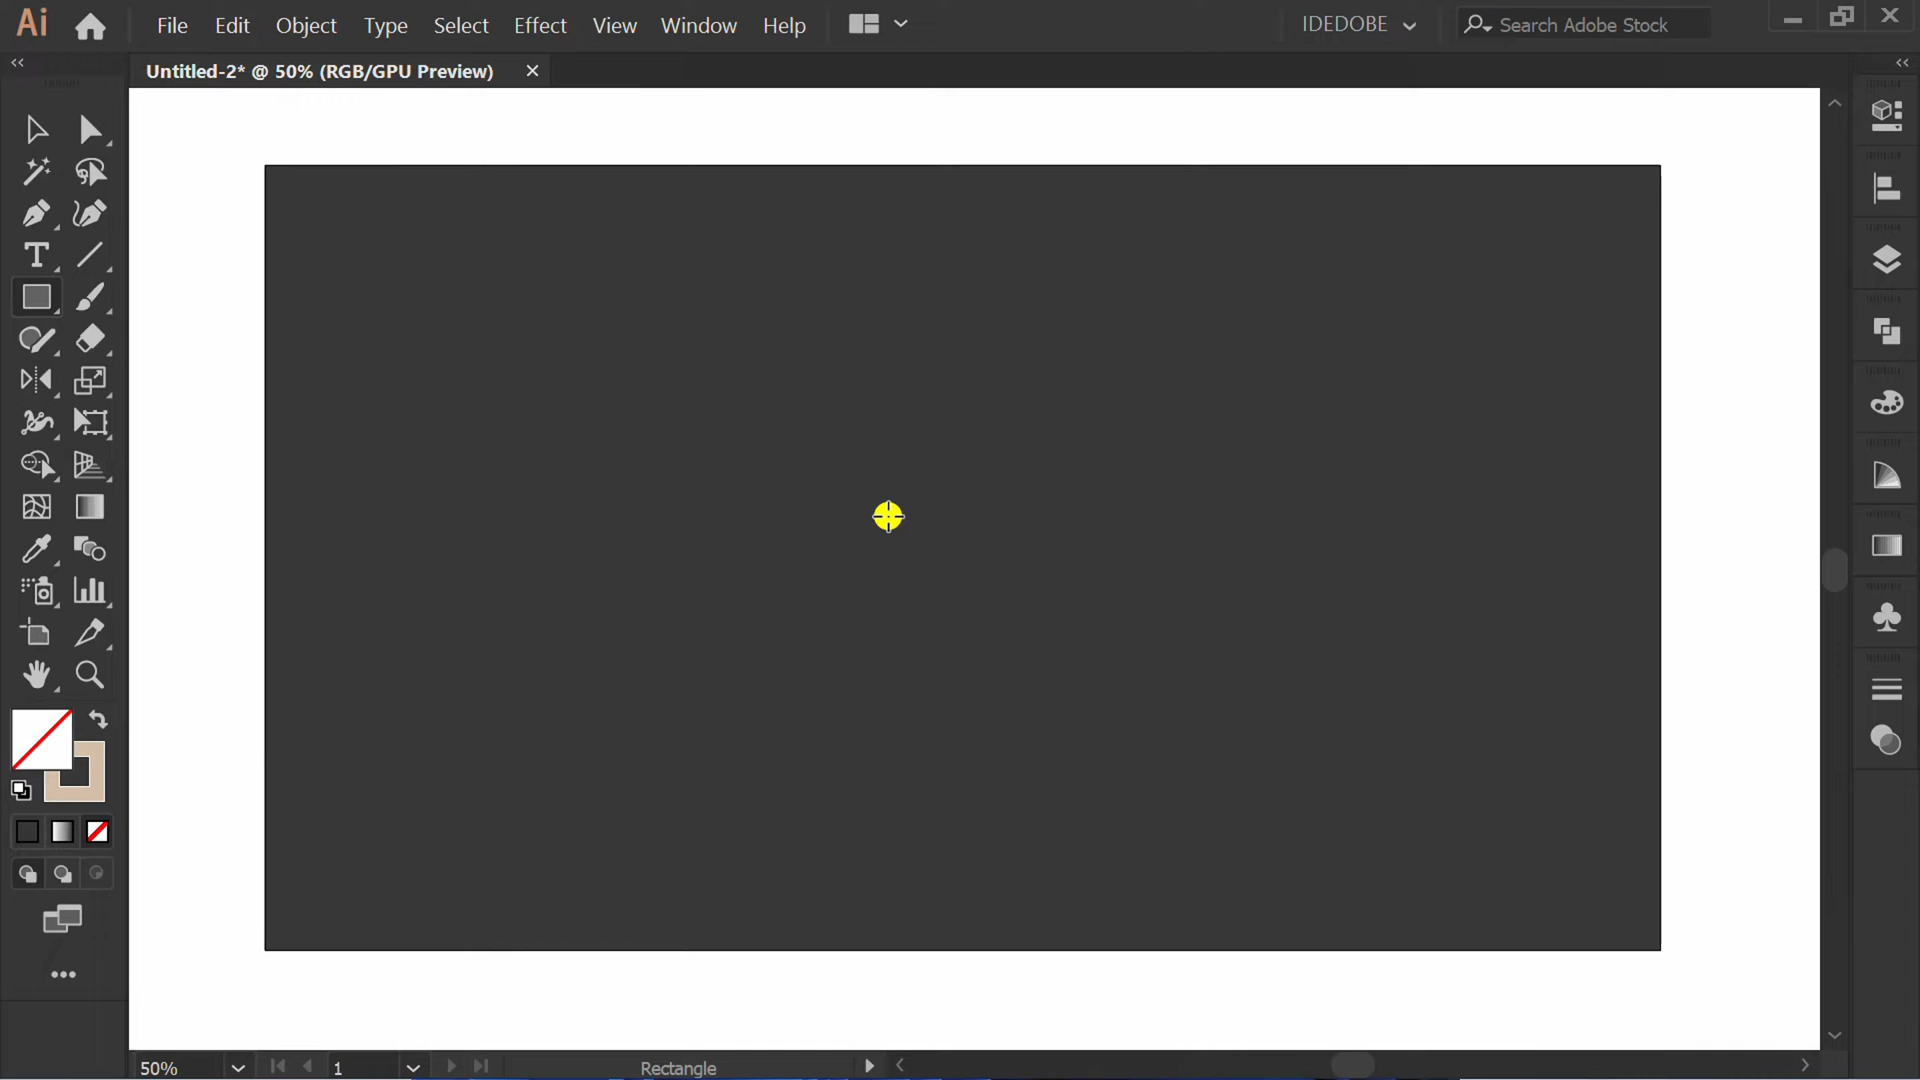 Ai File Edit Object Type Select Effect View Window Help IDEDOBE Search Adobe Stock
Untitled-2* @ 50% (RGB/GPU Preview)
T
50% 1 Rectangle